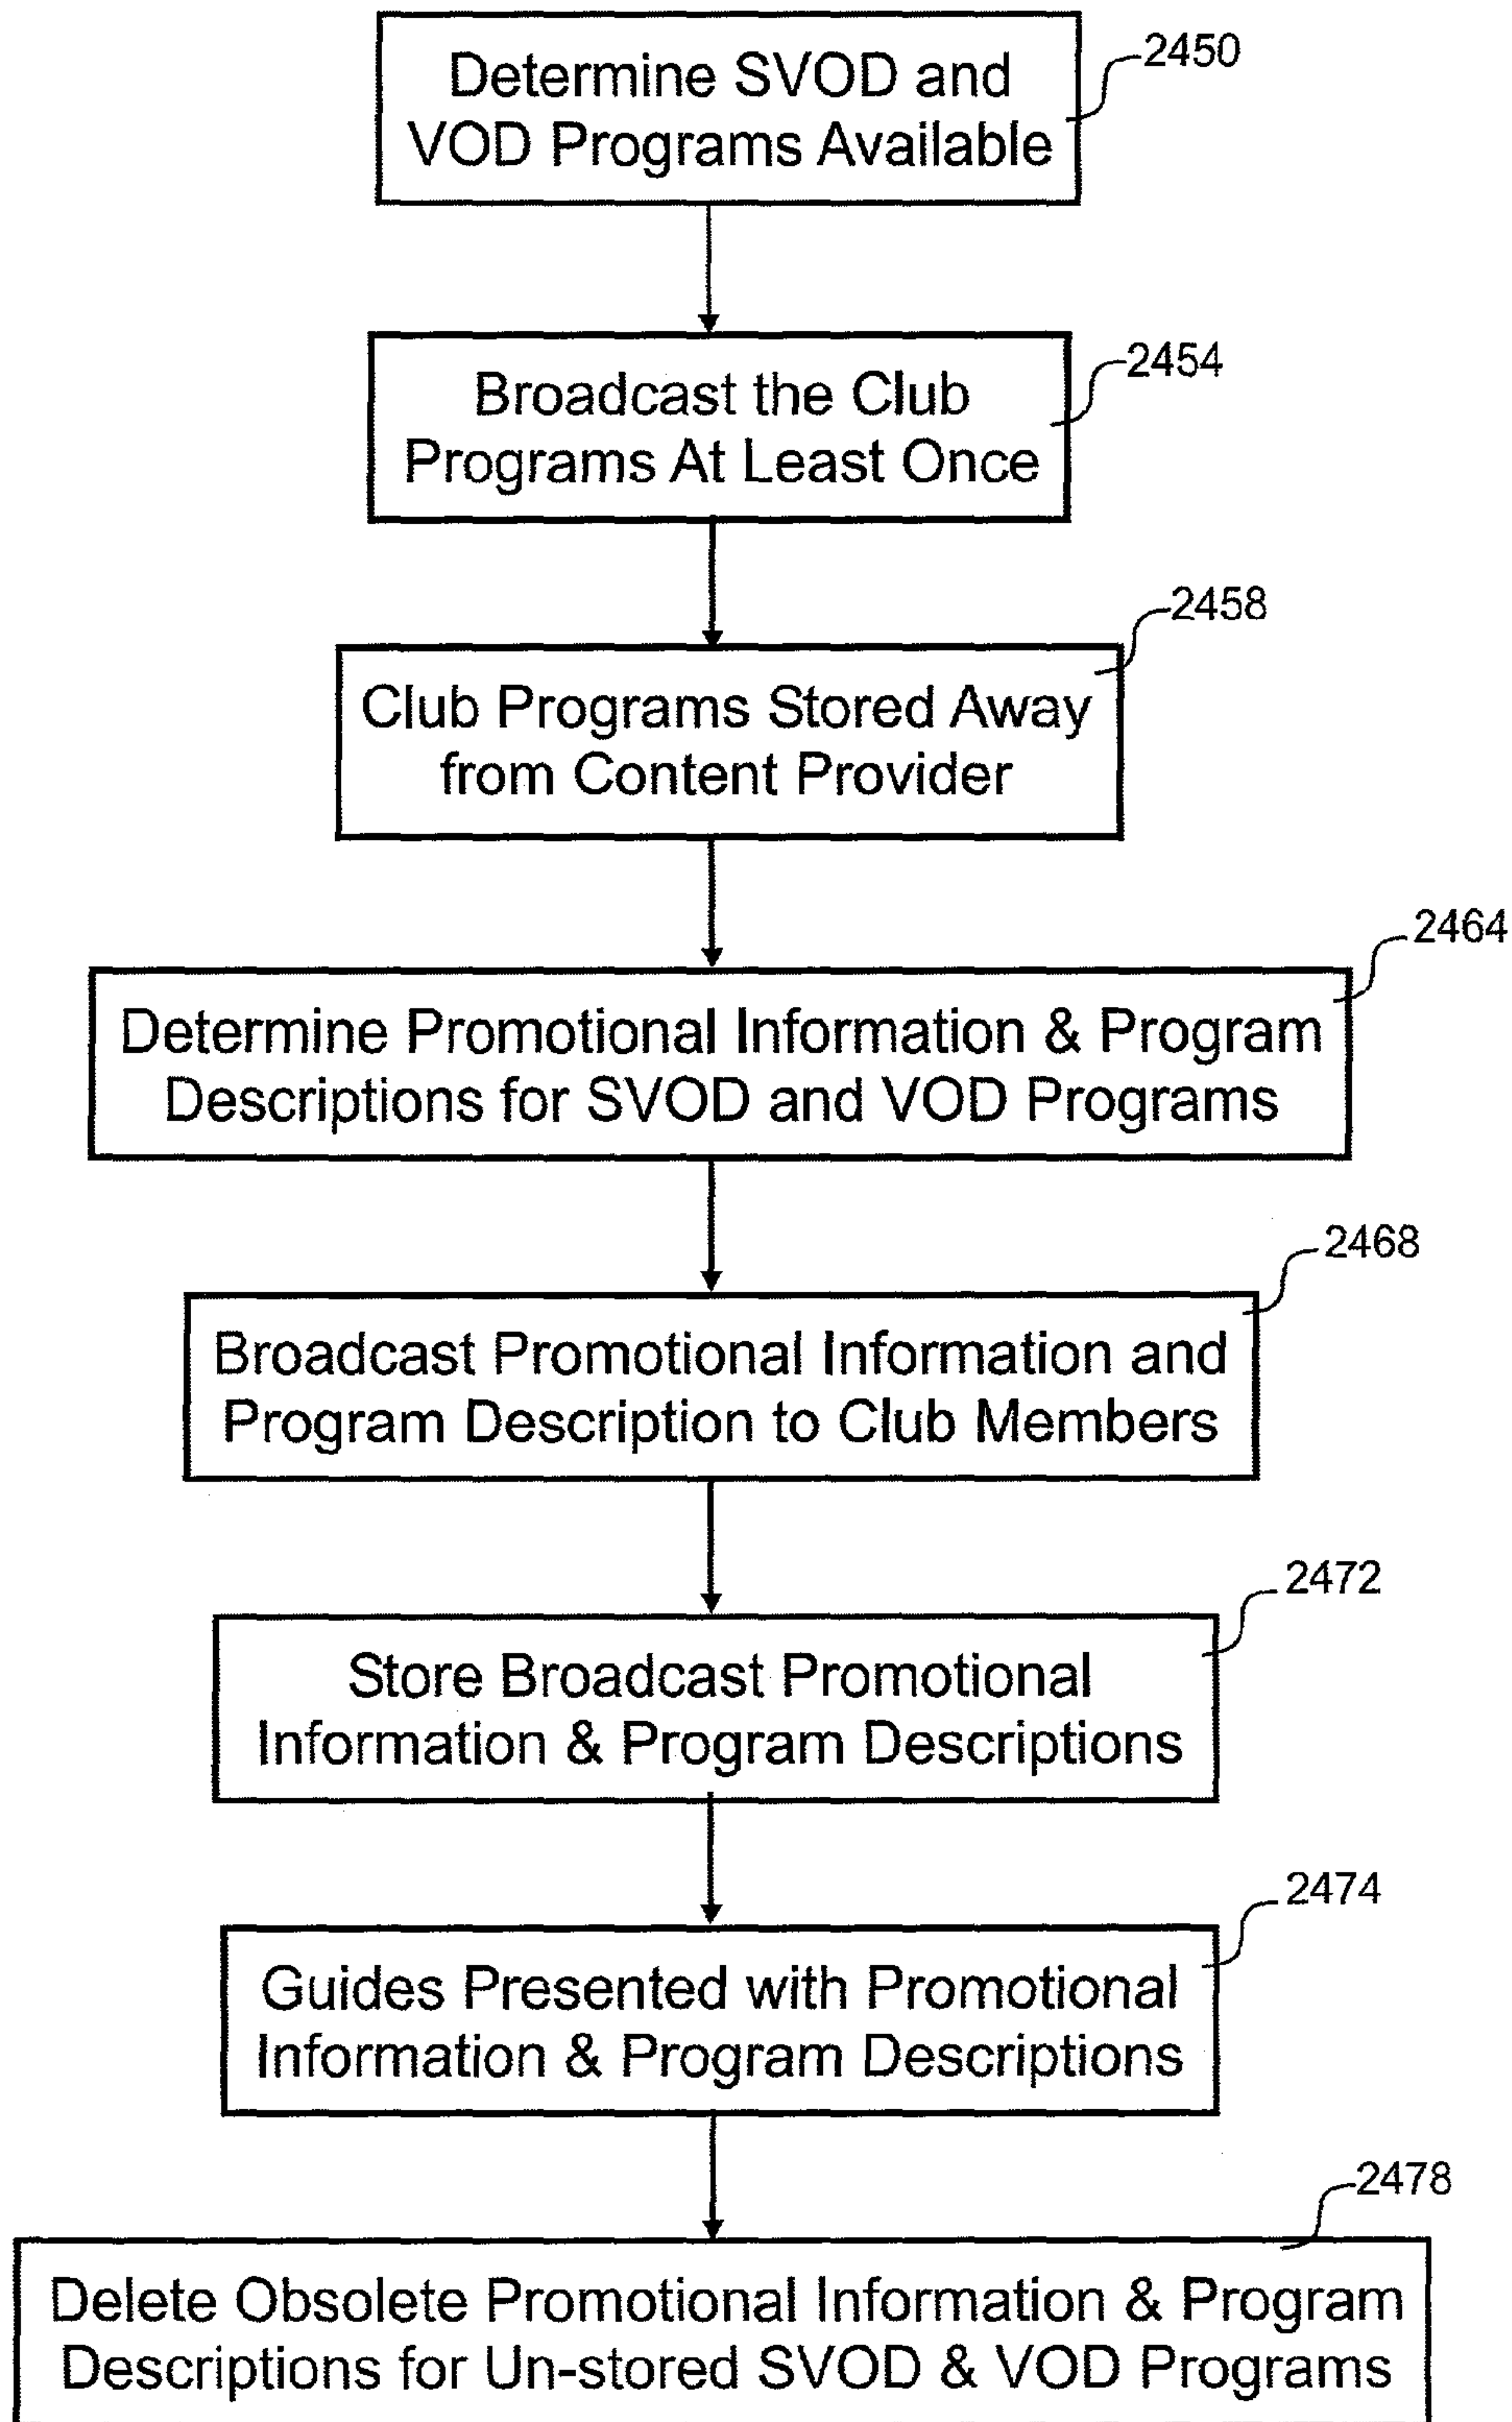 Determine SVOD and
VOD Programs Available
2450
Broadcast the Club
Programs At Least Once
2454
Club Programs Stored Away
from Content Provider
2458
Determine Promotional Information & Program
Descriptions for SVOD and VOD Programs
2464
Broadcast Promotional Information and
Program Description to Club Members
2468
Store Broadcast Promotional
Information & Program Descriptions
2472
Guides Presented with Promotional
Information & Program Descriptions
2474
Delete Obsolete Promotional Information & Program
Descriptions for Un-stored SVOD & VOD Programs
2478